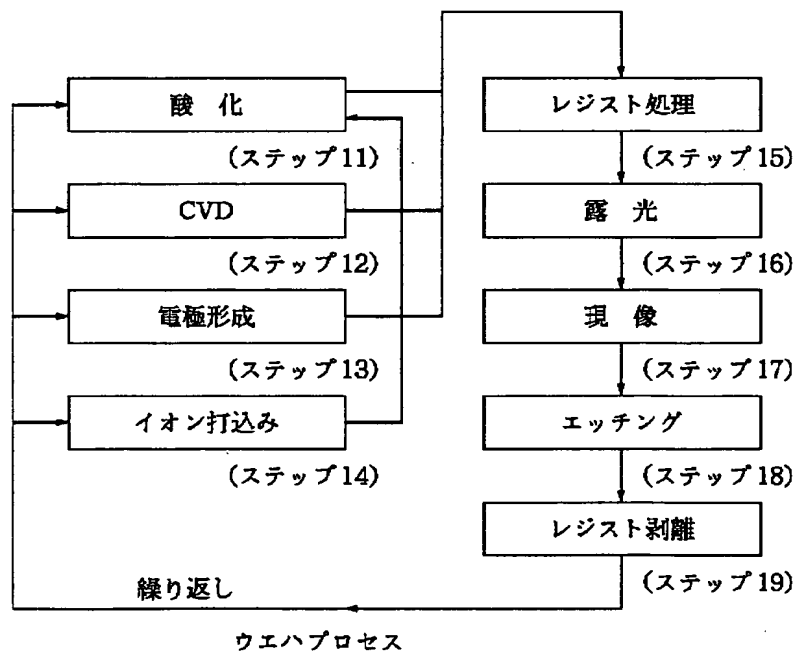 酸 化
(ステップ11)
CVD
(ステップ12)
電極形成
(ステップ13)
イオン打込み
(ステップ14)
レジスト処理
(ステップ15)
露 光
(ステップ16)
現 像
(ステップ17)
エッチング
(ステップ18)
レジスト剥離
(ステップ19)
繰り返し
ウエハプロセス